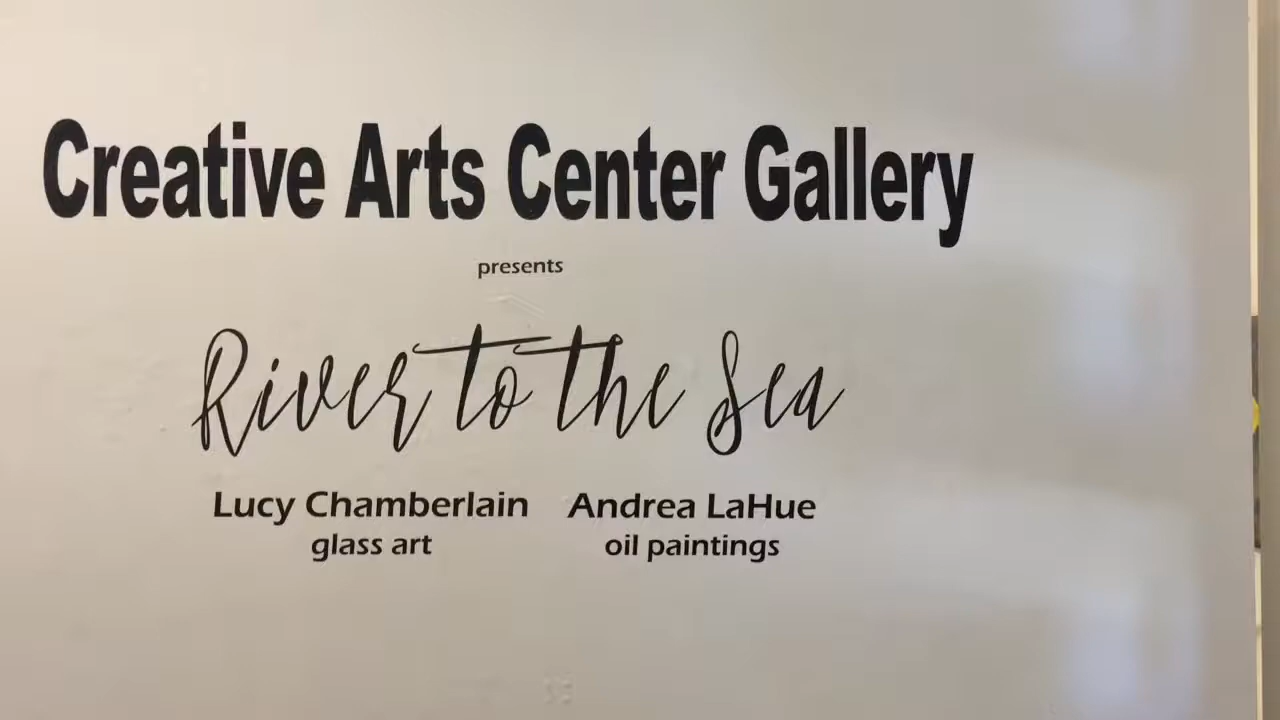 Creative Arts Center Gallery
presents
River to the Sea
Lucy Chamberlain Andrea LaHue
glass art oil paintings